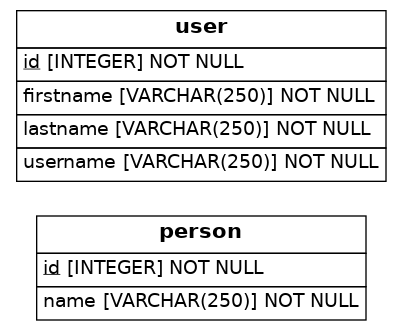 user
id [INTEGER] NOT NULL
firstname [VARCHAR(250)] NOT NULL
lastname [VARCHAR(250)] NOT NULL
username [VARCHAR(250)] NOT NULL
person
id [INTEGER] NOT NULL
name [VARCHAR(250)] NOT NULL